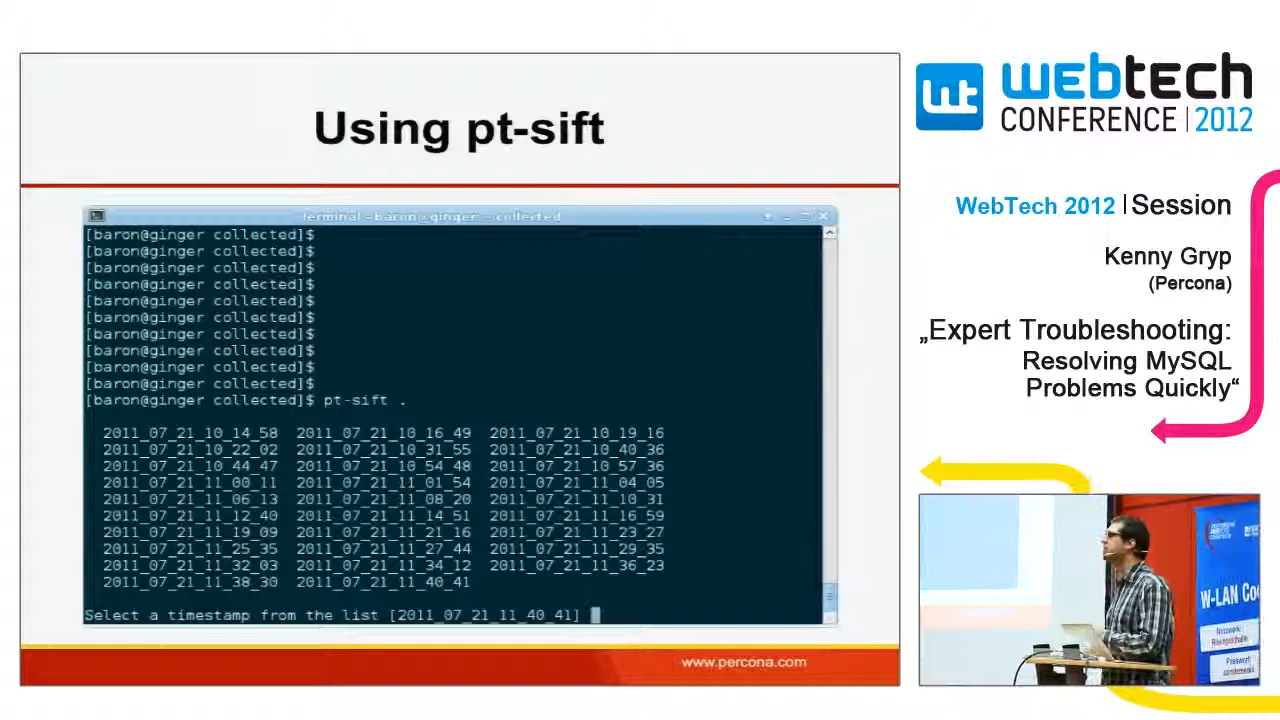 Using pt-sift
Terminal - baron@ginger: ~collected
[baron@ginger collected]$
[baron@ginger collected]$
[baron@ginger collected]$
[baron@ginger collected]$
[baron@ginger collected]$
[baron@ginger collected]$
[baron@ginger collected]$
[baron@ginger collected]$
[baron@ginger collected]$
[baron@ginger collected]$
[baron@ginger collected]$ pt-sift .
2011_07_21_10_14_58 2011_07_21_10_16_49 2011_07_21_10_19_16
2011_07_21_10_22_02 2011_07_21_10_31_55 2011_07_21_10_40_36
2011_07_21_10_44_47 2011_07_21_10_54_48 2011_07_21_10_57_36
2011_07_21_11_00_11 2011_07_21_11_01_54 2011_07_21_11_04_05
2011_07_21_11_06_13 2011_07_21_11_08_20 2011_07_21_11_10_31
2011_07_21_11_12_40 2011_07_21_11_14_51 2011_07_21_11_16_59
2011_07_21_11_19_09 2011_07_21_11_21_16 2011_07_21_11_23_27
2011_07_21_11_25_35 2011_07_21_11_27_44 2011_07_21_11_29_35
2011_07_21_11_32_03 2011_07_21_11_34_12 2011_07_21_11_36_23
2011_07_21_11_38_30 2011_07_21_11_40_41
Select a timestamp from the list [2011_07_21_11_40_41]
www.percona.com
wt webtech
CONFERENCE | 2012
WebTech 2012 | Session
Kenny Gryp
(Percona)
„Expert Troubleshooting:
Resolving MySQL
Problems Quickly“
W-LAN Co
Netzwerk:
Passwort: